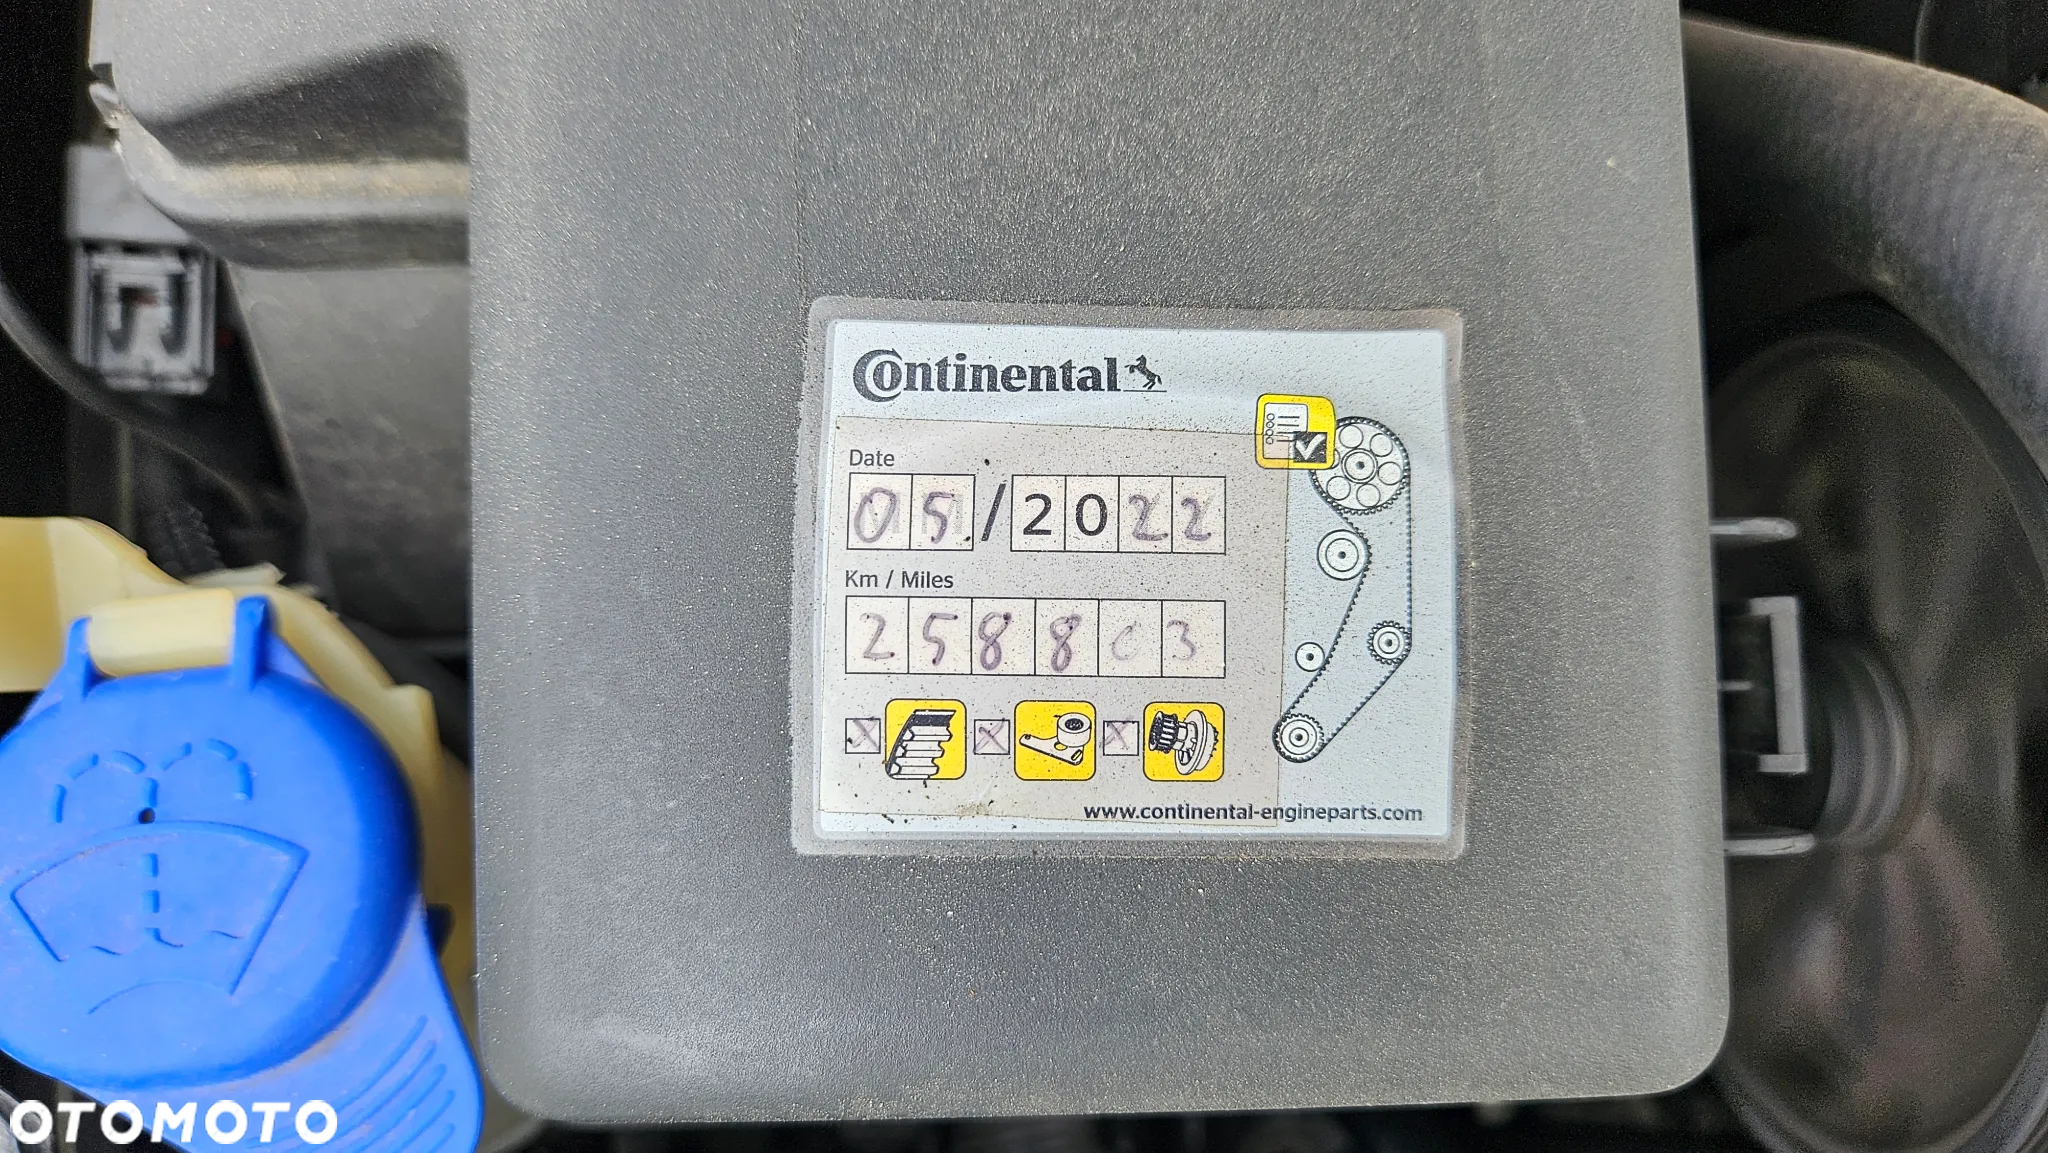 Continental
Date
05/2022
Km / Miles
258803
www.continental-engineparts.com
OTOMOTO